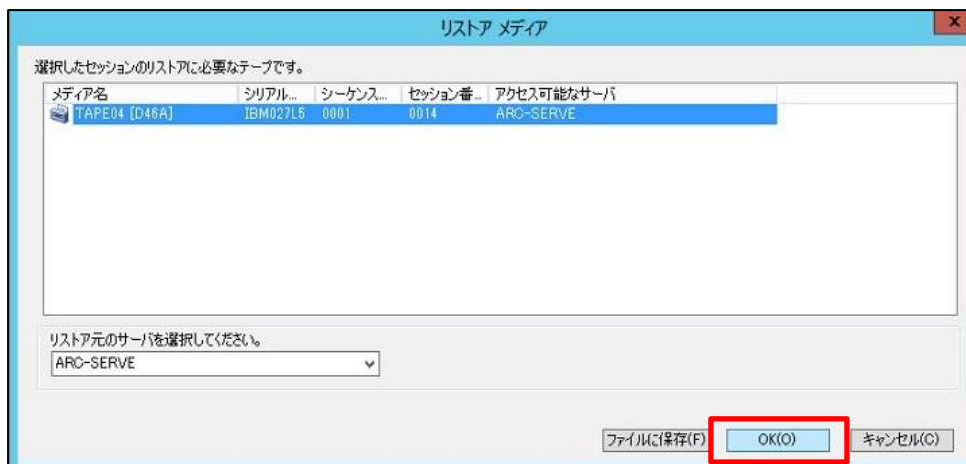 リストア メディア
x
選択したセッションのリストアに必要なテープです。
メディア名 シリアル... シーケンス... セッション番... アクセス可能なサーバ
TAPE04 [D46A] IBM027L5 0001 0014 ARC-SERVE
リストア元のサーバを選択してください。
ARC-SERVE
ファイルに保存(F) OK(O) キャンセル(C)